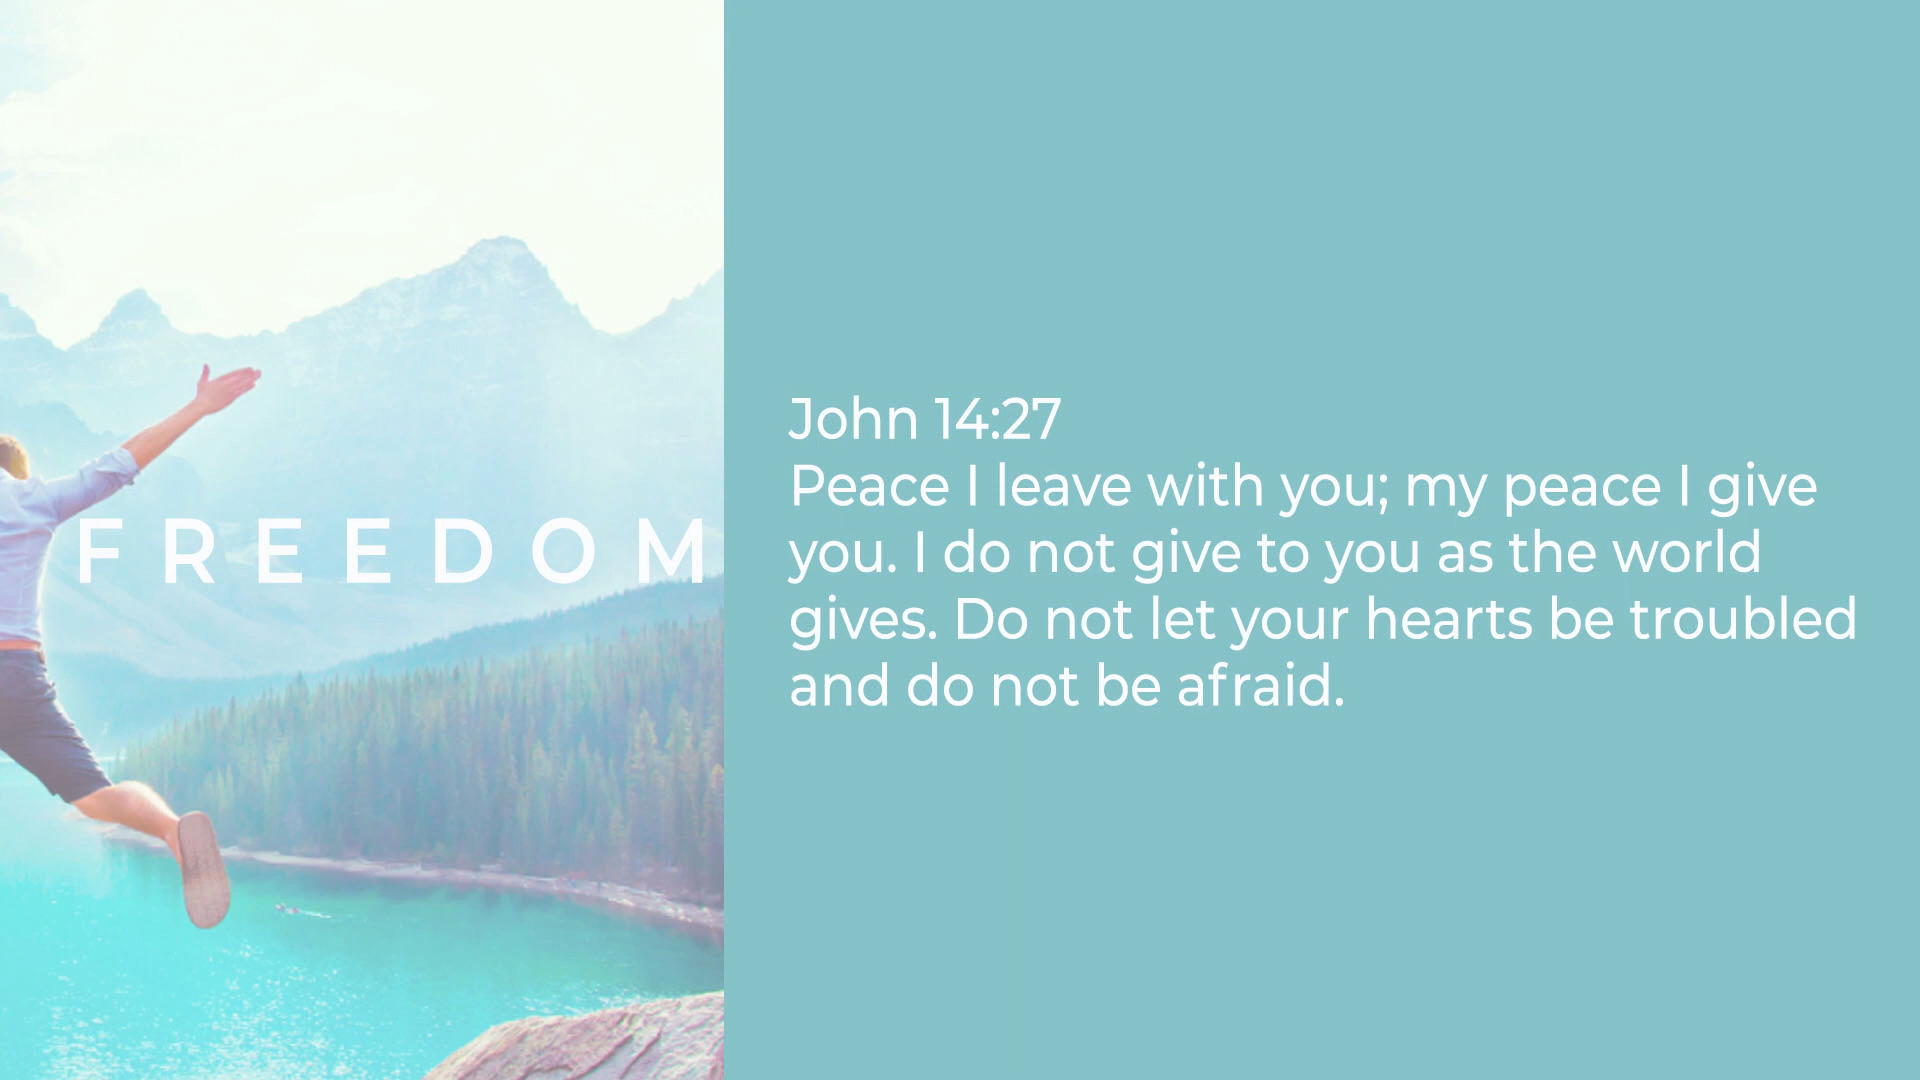 FREEDOM
John 14:27
Peace I leave with you; my peace I give
you. I do not give to you as the world
gives. Do not let your hearts be troubled
and do not be afraid.